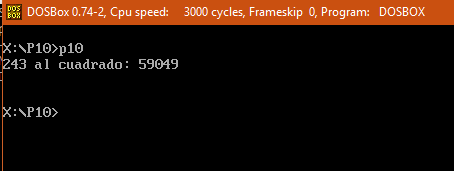 DOSBox 0.74-2, Cpu speed: 3000 cycles, Frameskip 0, Program: DOSBOX
X:\P10>p10
243 al cuadrado: 59049
X:\P10>